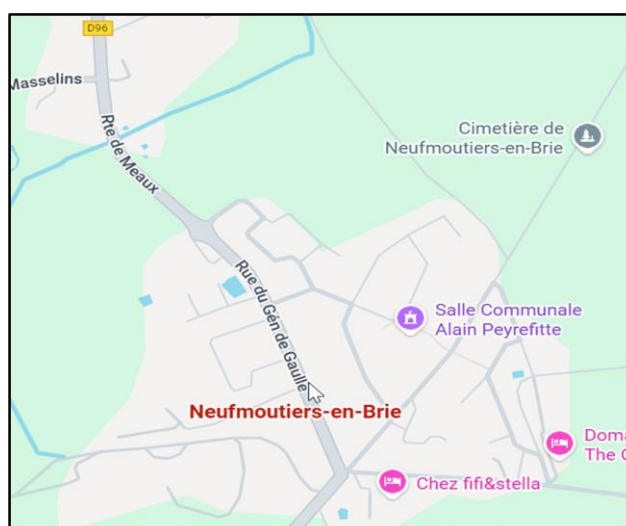 D96
Masselins
Rte de Meaux
Cimetière de
Neufmoutiers-en-Brie
Rue du Gén de Gaulle
Salle Communale
Alain Peyrefitte
Neufmoutiers-en-Brie
Chez fifi&stella
The